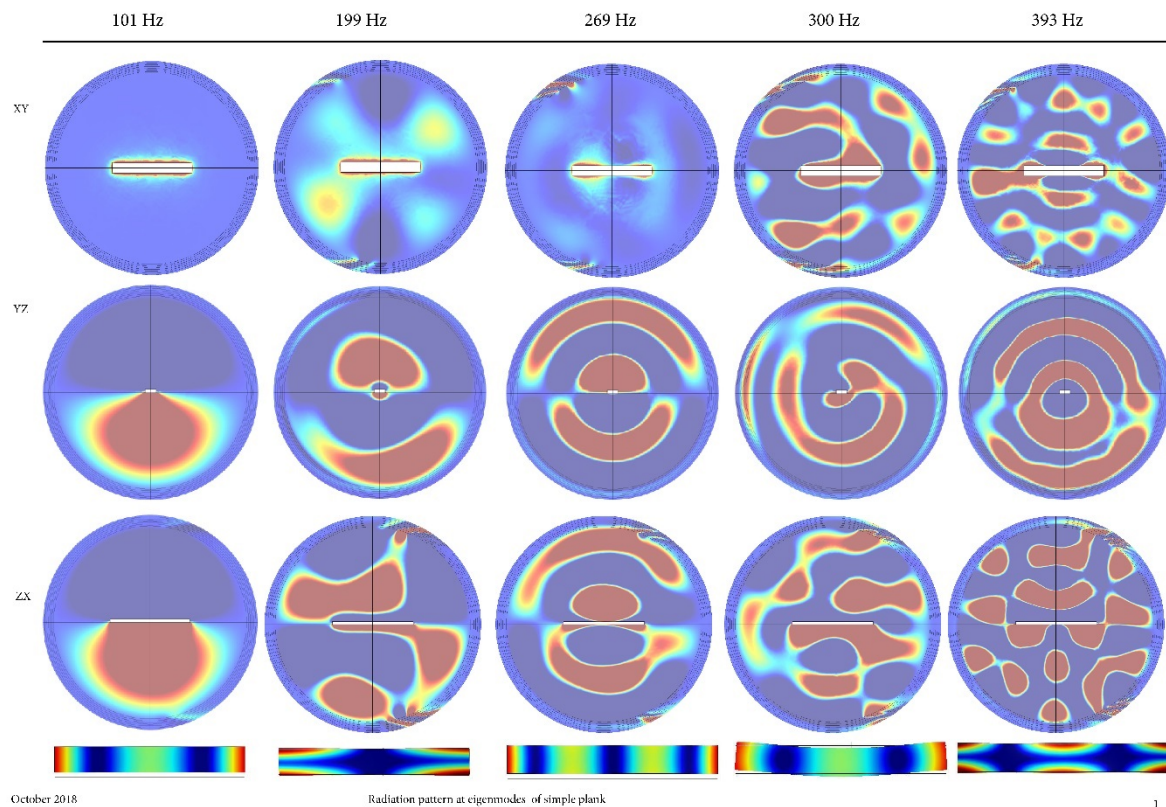 101 Hz 199 Hz 269 Hz 300 Hz 393 Hz
XY
YZ
ZX
October 2018 Radiation pattern at eigenmodes of simple plank 1